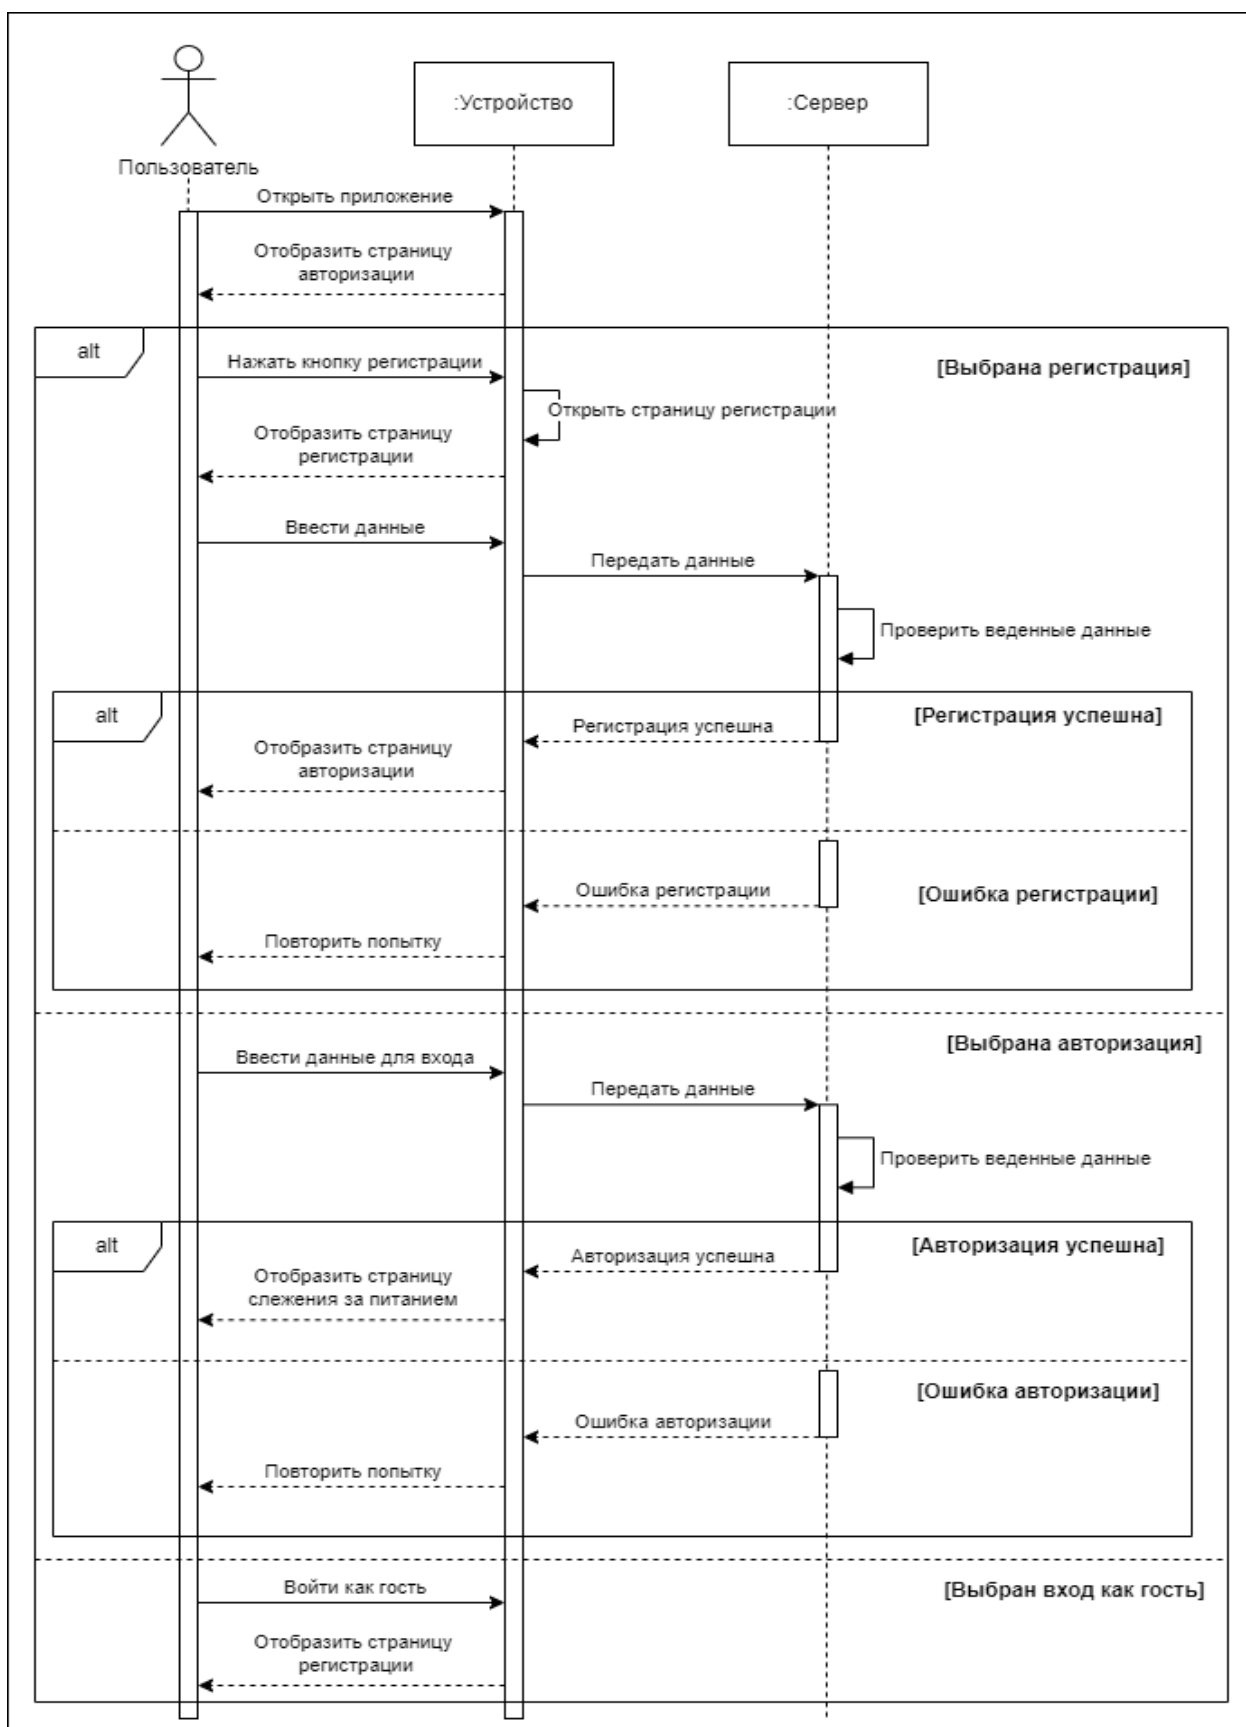 :Устройство
:Сервер
Пользователь
Открыть приложение
Отобразить страницу
авторизации
alt
Нажать кнопку регистрации
[Выбрана регистрация]
Открыть страницу регистрации
Отобразить страницу
регистрации
Ввести данные
Передать данные
Проверить веденные данные
alt
[Регистрация успешна]
Регистрация успешна
Отобразить страницу
авторизации
Ошибка регистрации
[Ошибка регистрации]
Повторить попытку
[Выбрана авторизация]
Ввести данные для входа
Передать данные
Проверить веденные данные
alt
[Авторизация успешна]
Авторизация успешна
Отобразить страницу
слежения за питанием
[Ошибка авторизации]
Ошибка авторизации
Повторить попытку
Войти как гость
[Выбран вход как гость]
Отобразить страницу
регистрации